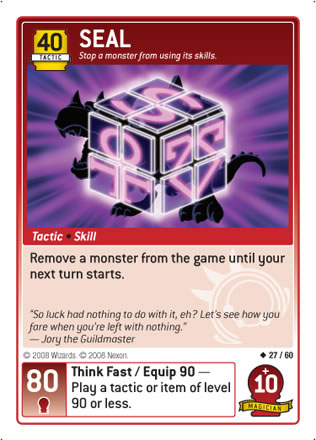 40
TACTIC
SEAL
Stop a monster from using its skills.
Tactic • Skill
Remove a monster from the game until your
next turn starts.
"So luck had nothing to do with it, eh? Let's see how you
fare when you're left with nothing."
— Jory the Guildmaster
© 2008 Wizards. © 2008 Nexon.
◆ 27 / 60
80
Think Fast / Equip 90 —
Play a tactic or item of level
90 or less.
+
10
MAGICIAN